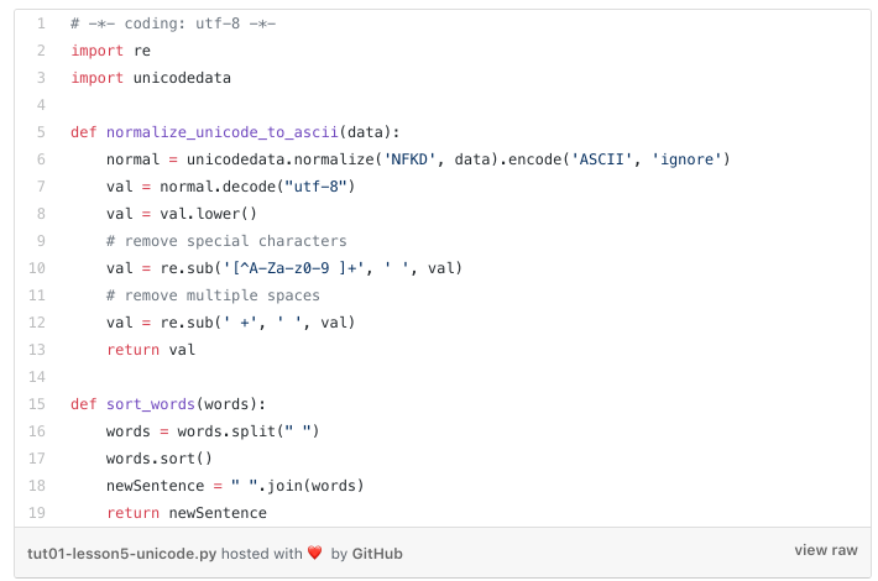 1 # -*- coding: utf-8 -*-
2 import re
3 import unicodedata
4
5 def normalize_unicode_to_ascii(data):
6     normal = unicodedata.normalize('NFKD', data).encode('ASCII', 'ignore')
7     val = normal.decode("utf-8")
8     val = val.lower()
9     # remove special characters
10     val = re.sub('[^A-Za-z0-9 ]+', ' ', val)
11     # remove multiple spaces
12     val = re.sub(' +', ' ', val)
13     return val
14
15 def sort_words(words):
16     words = words.split(" ")
17     words.sort()
18     newSentence = " ".join(words)
19     return newSentence
tut01-lesson5-unicode.py hosted with ❤ by GitHub view raw